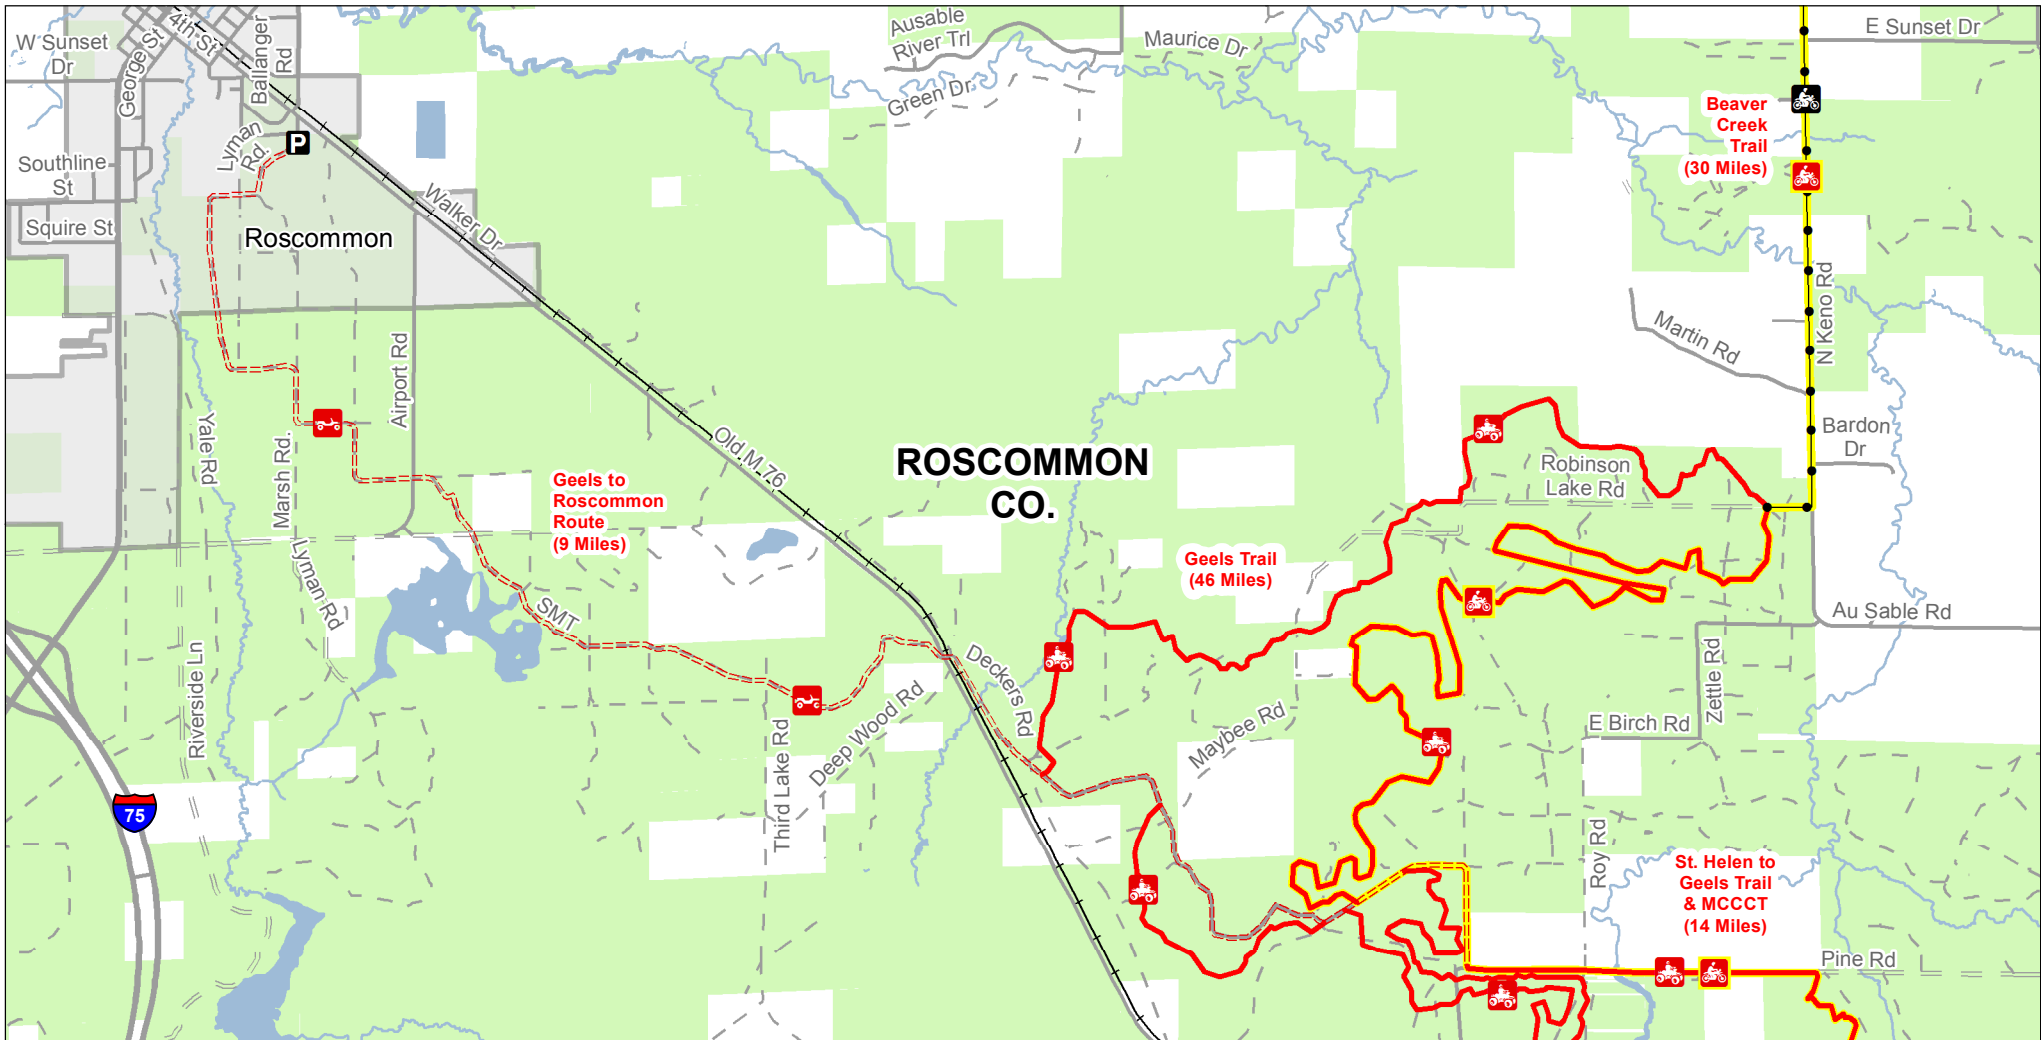 W Sunset
Dr
George St
4th St
Ballanger
Rd
Ausable
River Trl
Maurice Dr
E Sunset Dr
Green Dr
Beaver
Creek
Trail
(30 Miles)
P
Lyman
Rd.
Southline
St
Squire St
Walker Dr
Roscommon
N Keno Rd
Martin Rd
Airport Rd
Yale Rd
Marsh Rd.
Old M 76
ROSCOMMON
CO.
Bardon
Dr
Robinson
Lake Rd
Geels to
Roscommon
Route
(9 Miles)
Geels Trail
(46 Miles)
Lyman Rd
SMT
Au Sable Rd
Riverside Ln
Deckers Rd
Zettle Rd
E Birch Rd
Third Lake Rd
Deep Wood Rd
Maybee Rd
75
Roy Rd
St. Helen to
Geels Trail
& MCCCT
(14 Miles)
Pine Rd